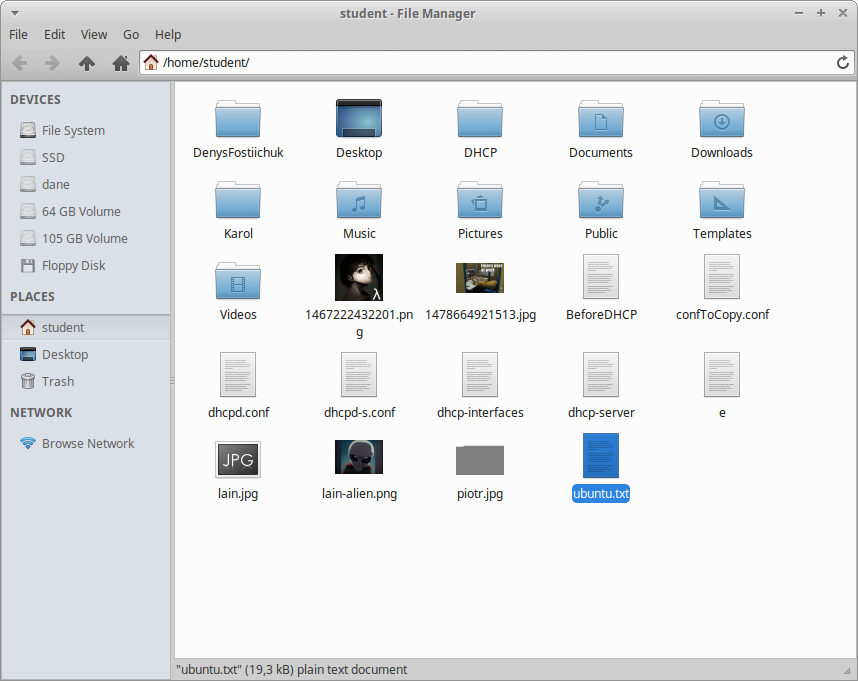 student - File Manager
File Edit View Go Help
/home/student/
DEVICES
File System
SSD
dane
64 GB Volume
105 GB Volume
Floppy Disk
PLACES
student
Desktop
Trash
NETWORK
Browse Network
DenysFostiichuk Desktop DHCP Documents Downloads
Karol Music Pictures Public Templates
λ
Videos 1467222432201.pn 1478664921513.jpg BeforeDHCP confToCopy.conf
g
dhcpd.conf dhcpd-s.conf dhcp-interfaces dhcp-server e
JPG
lain.jpg lain-alien.png piotr.jpg ubuntu.txt
"ubuntu.txt" (19,3 kB) plain text document